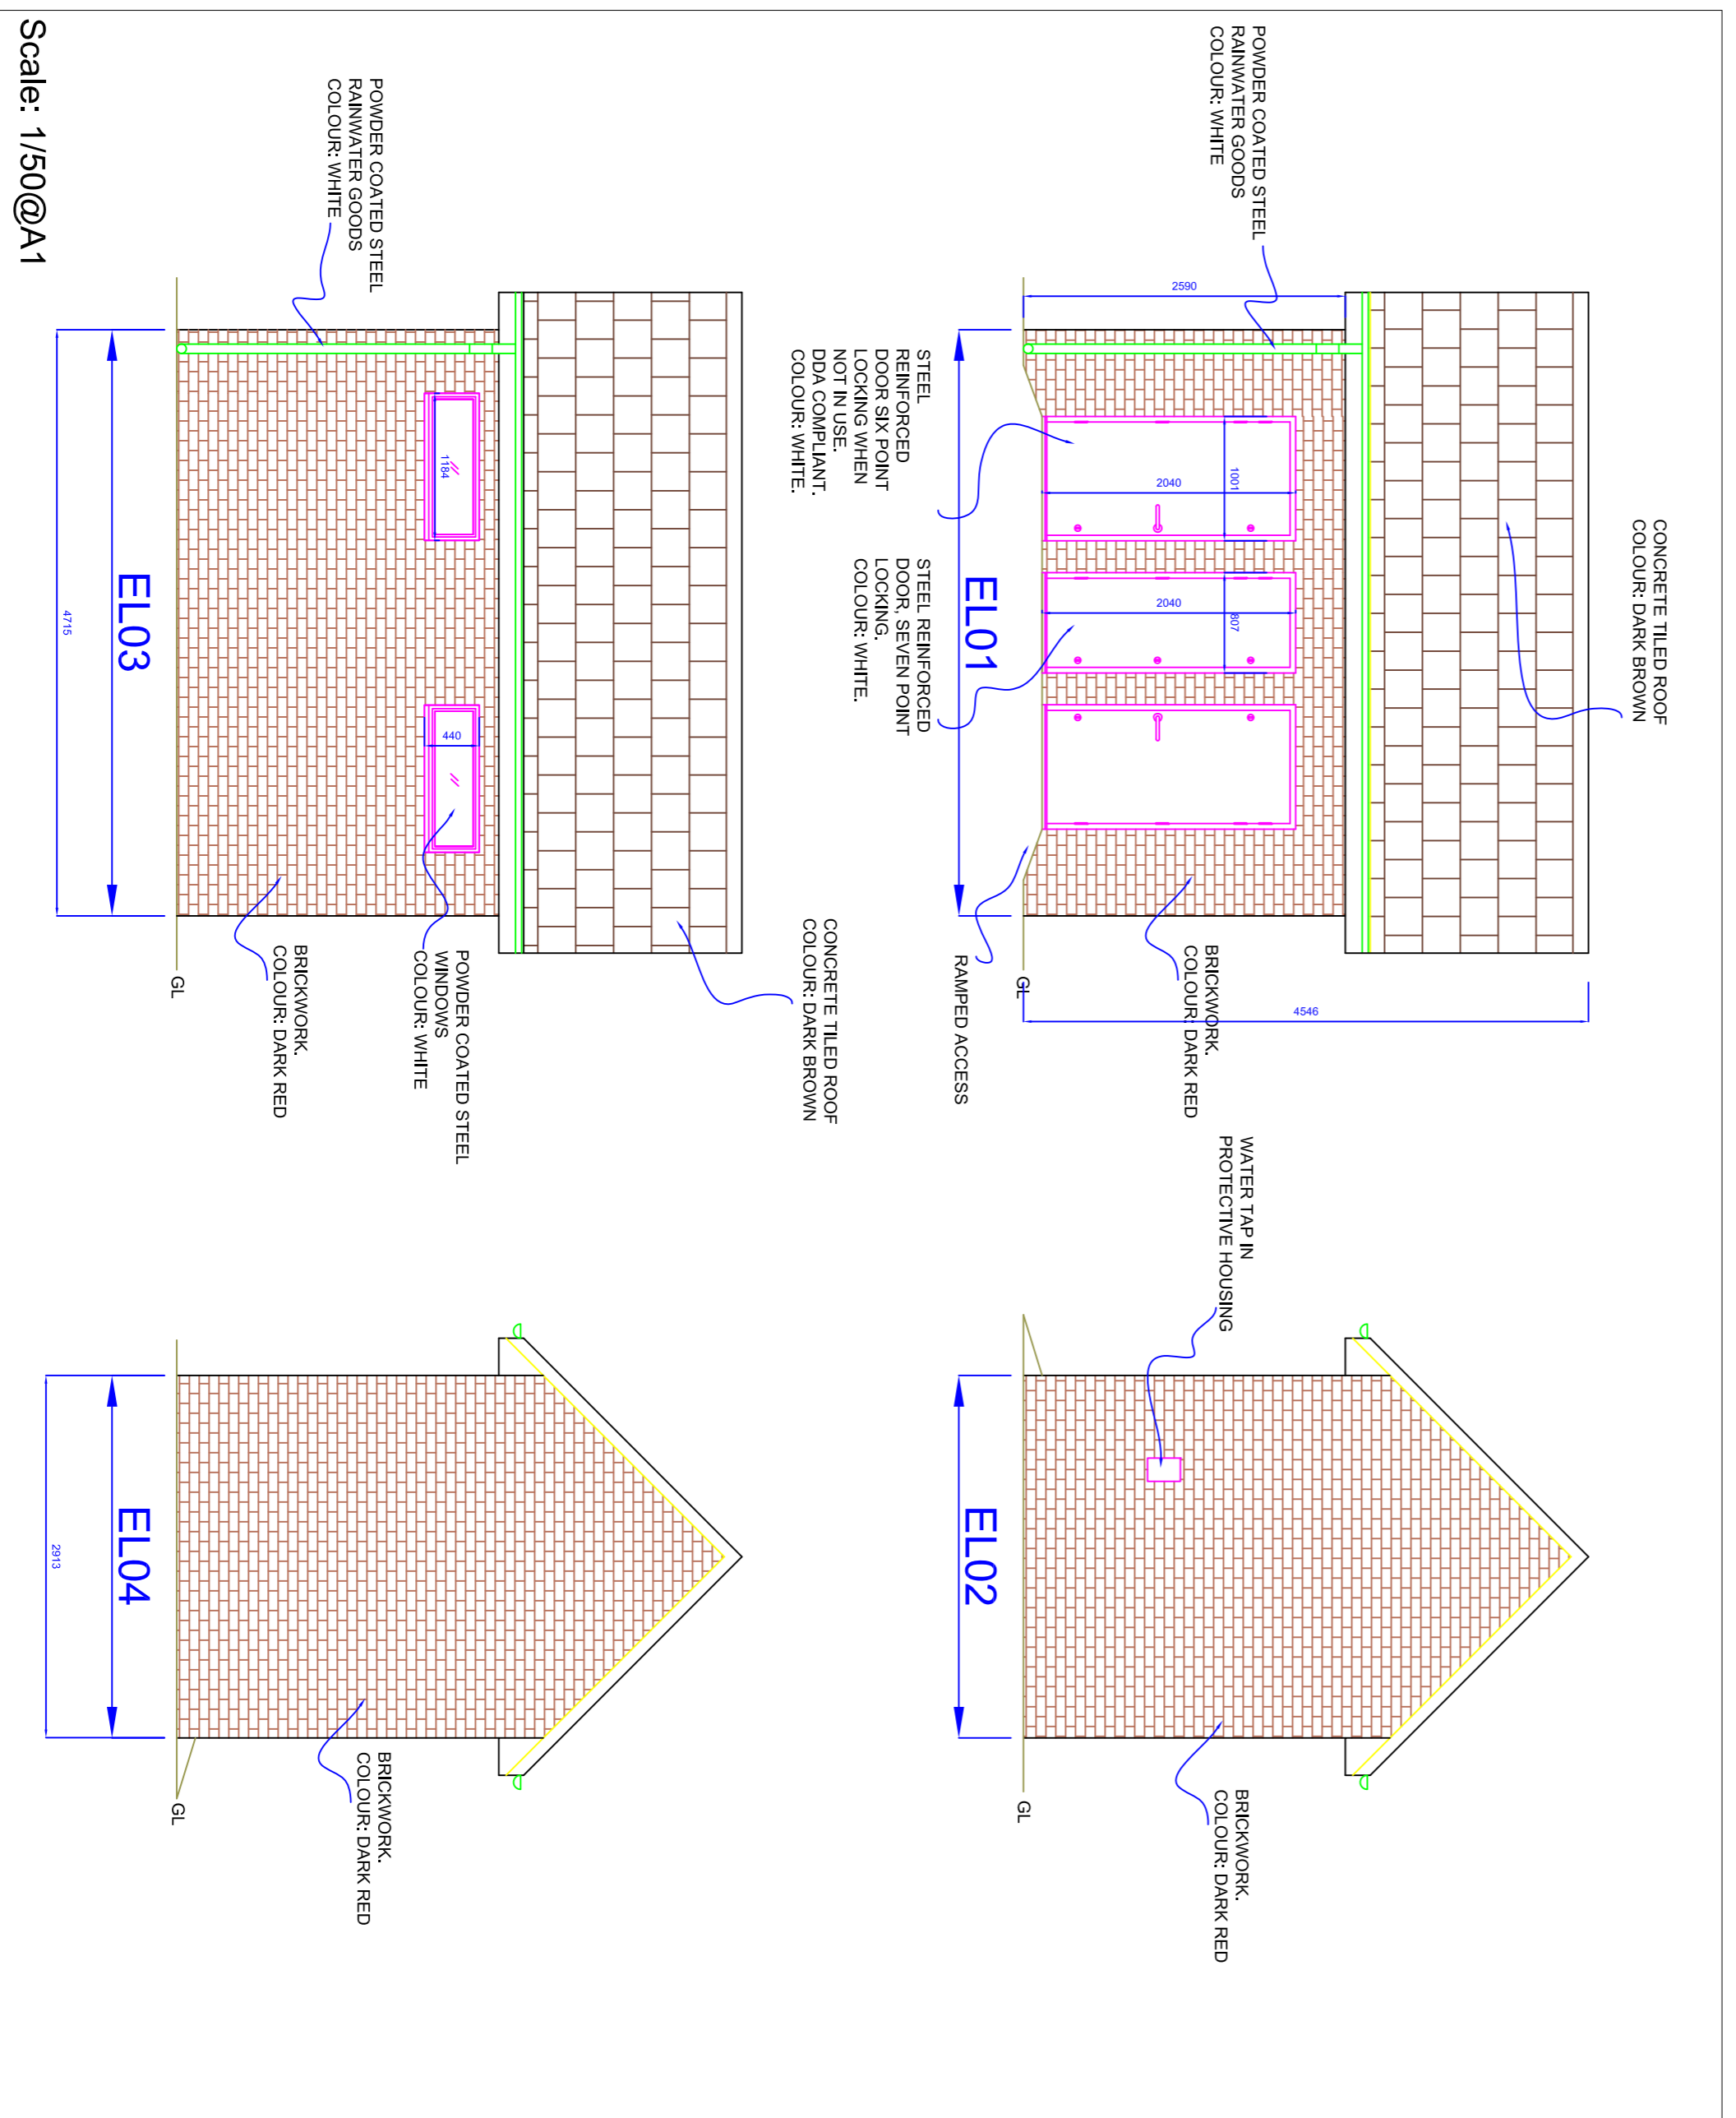 CONCRETE TILED ROOF
COLOUR: DARK BROWN
POWDER COATED STEEL
RAINWATER GOODS
COLOUR: WHITE
2590
1001
2040
2040
807
4546
BRICKWORK.
COLOUR: DARK RED
GL
RAMPED ACCESS
EL01
STEEL
REINFORCED
DOOR SIX POINT
LOCKING WHEN
NOT IN USE.
DDA COMPLIANT.
COLOUR: WHITE.
STEEL REINFORCED
DOOR, SEVEN POINT
LOCKING.
COLOUR: WHITE.
WATER TAP IN
PROTECTIVE HOUSING
BRICKWORK.
COLOUR: DARK RED
GL
EL02
CONCRETE TILED ROOF
COLOUR: DARK BROWN
POWDER COATED STEEL
RAINWATER GOODS
COLOUR: WHITE
1184
440
POWDER COATED STEEL
WINDOWS
COLOUR: WHITE
BRICKWORK.
COLOUR: DARK RED
GL
EL03
4715
BRICKWORK.
COLOUR: DARK RED
GL
EL04
2913
Scale: 1/50@A1